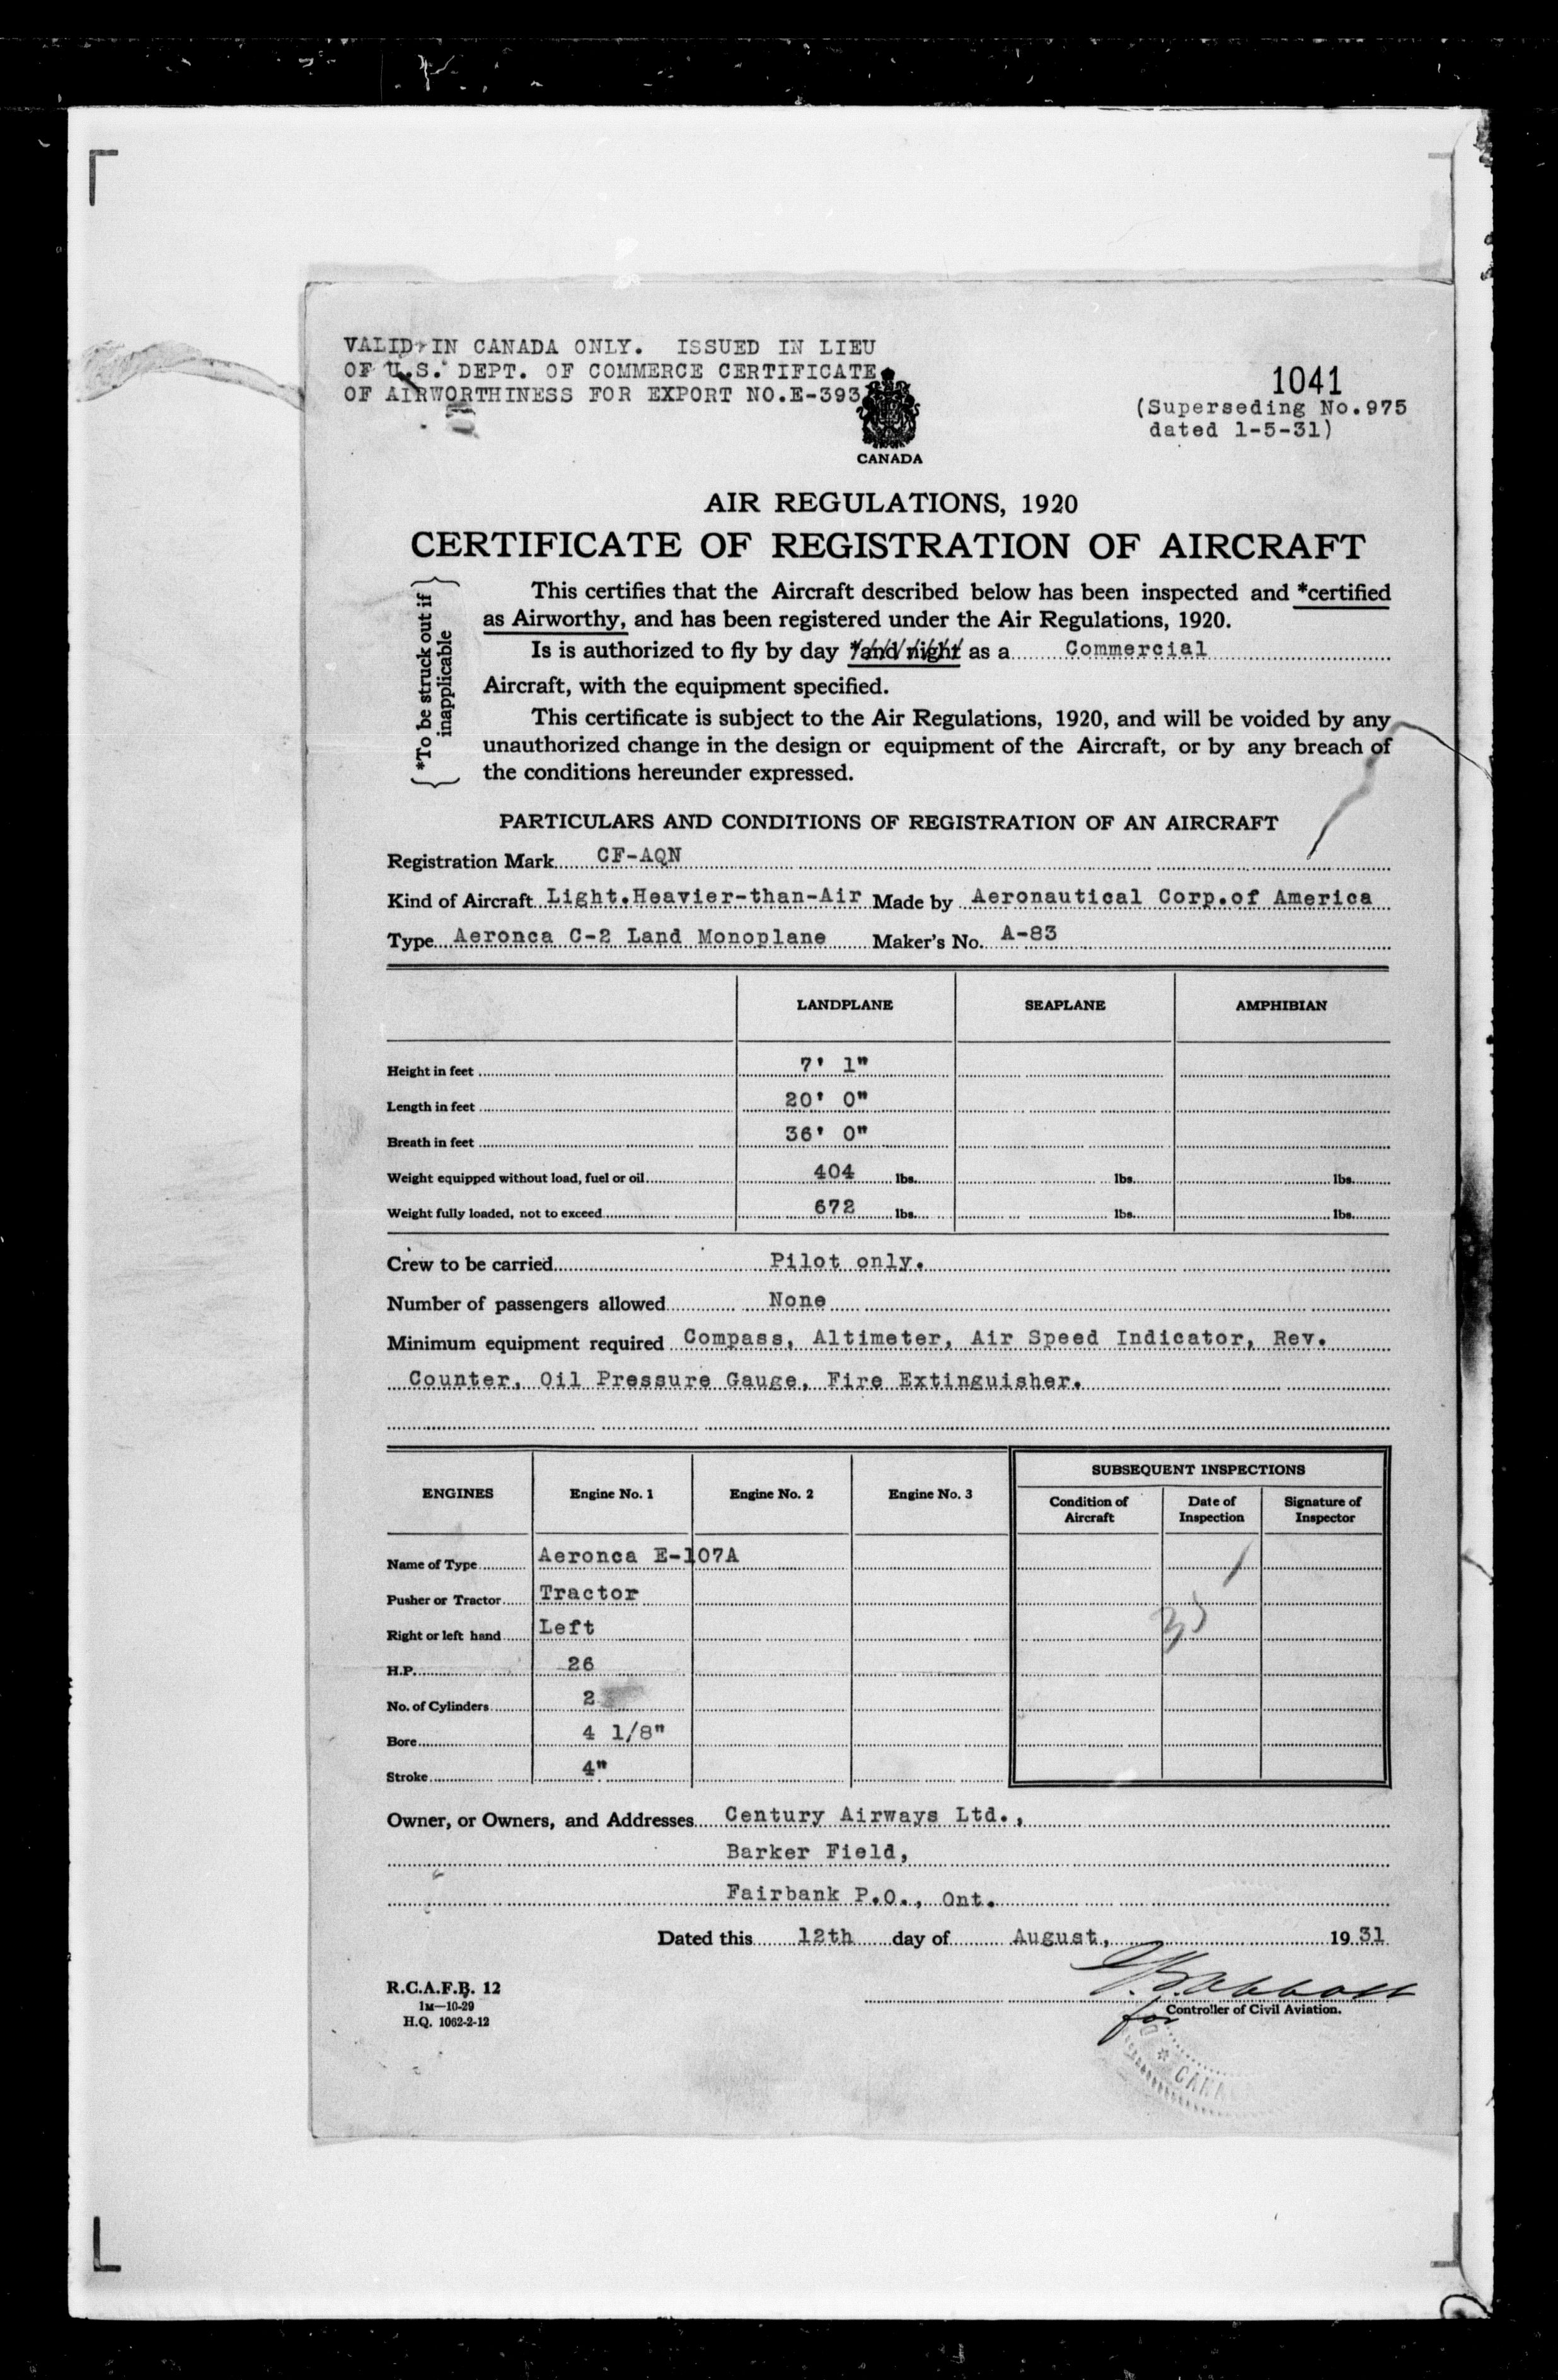 VALID IN CANADA ONLY. ISSUED IN LIEU
OF U.S. DEPT. OF COMMERCE CERTIFICATE
OF AIRWORTHINESS FOR EXPORT NO.E-393
1041
(Superseding No.975
dated 1-5-31)
CANADA
AIR REGULATIONS, 1920
CERTIFICATE OF REGISTRATION OF AIRCRAFT
*To be struck out if
inapplicable
This certifies that the Aircraft described below has been inspected and *certified
as Airworthy, and has been registered under the Air Regulations, 1920.
Is is authorized to fly by day *and night as a Commercial
Aircraft, with the equipment specified.
This certificate is subject to the Air Regulations, 1920, and will be voided by any
unauthorized change in the design or equipment of the Aircraft, or by any breach of
the conditions hereunder expressed.
PARTICULARS AND CONDITIONS OF REGISTRATION OF AN AIRCRAFT
Registration Mark CF-AQN
Kind of Aircraft Light.Heavier-than-Air Made by Aeronautical Corp.of America
Type Aeronca C-2 Land Monoplane Maker's No. A-83
LANDPLANE SEAPLANE AMPHIBIAN
Height in feet 7' 1"
Length in feet 20' 0"
Breath in feet 36' 0"
Weight equipped without load, fuel or oil 404 lbs. lbs. lbs.
Weight fully loaded, not to exceed 672 lbs. lbs. lbs.
Crew to be carried Pilot only.
Number of passengers allowed None
Minimum equipment required Compass, Altimeter, Air Speed Indicator, Rev.
Counter, Oil Pressure Gauge, Fire Extinguisher.
SUBSEQUENT INSPECTIONS
ENGINES Engine No. 1 Engine No. 2 Engine No. 3 Condition of Aircraft Date of Inspection Signature of Inspector
Name of Type Aeronca E-107A
Pusher or Tractor Tractor
Right or left hand Left
H.P. 26
No. of Cylinders 2
Bore 4 1/8"
Stroke 4"
Owner, or Owners, and Addresses Century Airways Ltd.,
Barker Field,
Fairbank P.O., Ont.
Dated this 12th day of August, 1931
R.C.A.F.B. 12
1M—10-29
H.Q. 1062-2-12
Abbott
for Controller of Civil Aviation.
* CANADA